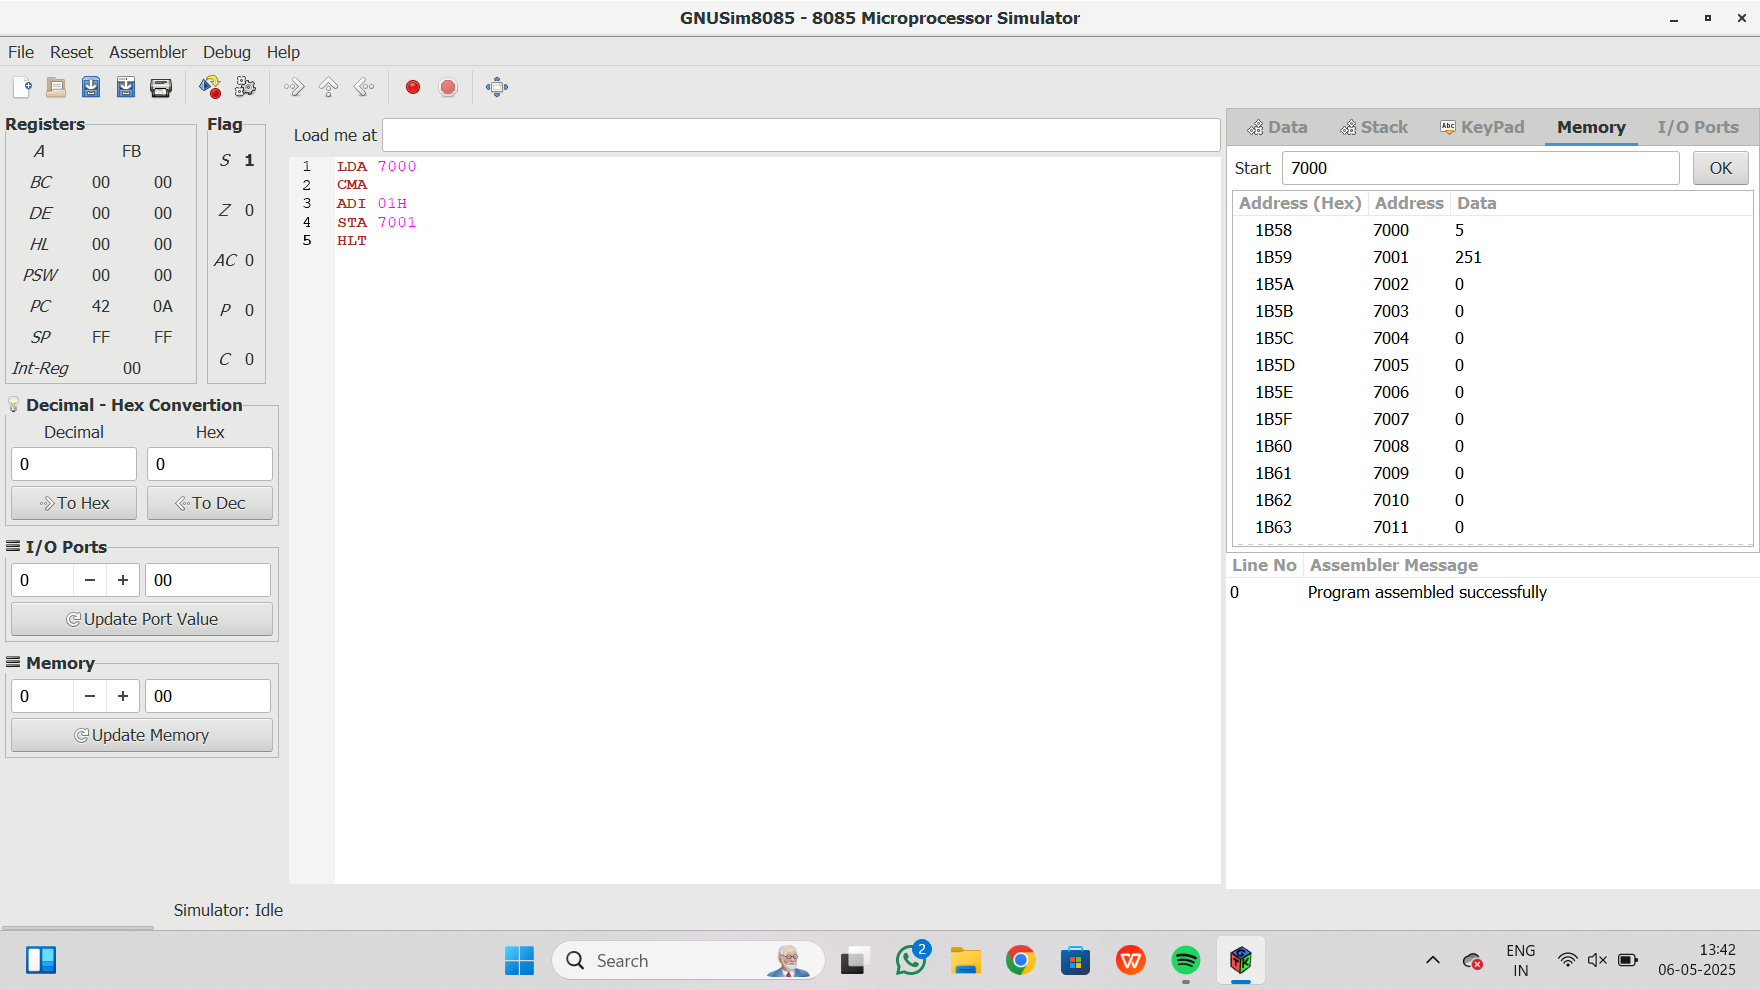 GNUSim8085 - 8085 Microprocessor Simulator
File Reset Assembler Debug Help
Registers
A FB
BC 00 00
DE 00 00
HL 00 00
PSW 00 00
PC 42 0A
SP FF FF
Int-Reg 00
Flag
S 1
Z 0
AC 0
P 0
C 0
Decimal - Hex Convertion
Decimal Hex
0 0
To Hex To Dec
I/O Ports
0 − + 00
Update Port Value
Memory
0 − + 00
Update Memory
Load me at
1 LDA 7000
2 CMA
3 ADI 01H
4 STA 7001
5 HLT
Data Stack Abc KeyPad Memory I/O Ports
Start 7000 OK
Address (Hex) Address Data
1B58 7000 5
1B59 7001 251
1B5A 7002 0
1B5B 7003 0
1B5C 7004 0
1B5D 7005 0
1B5E 7006 0
1B5F 7007 0
1B60 7008 0
1B61 7009 0
1B62 7010 0
1B63 7011 0
Line No Assembler Message
0 Program assembled successfully
Simulator: Idle
Search
2
W
ENG
IN
13:42
06-05-2025